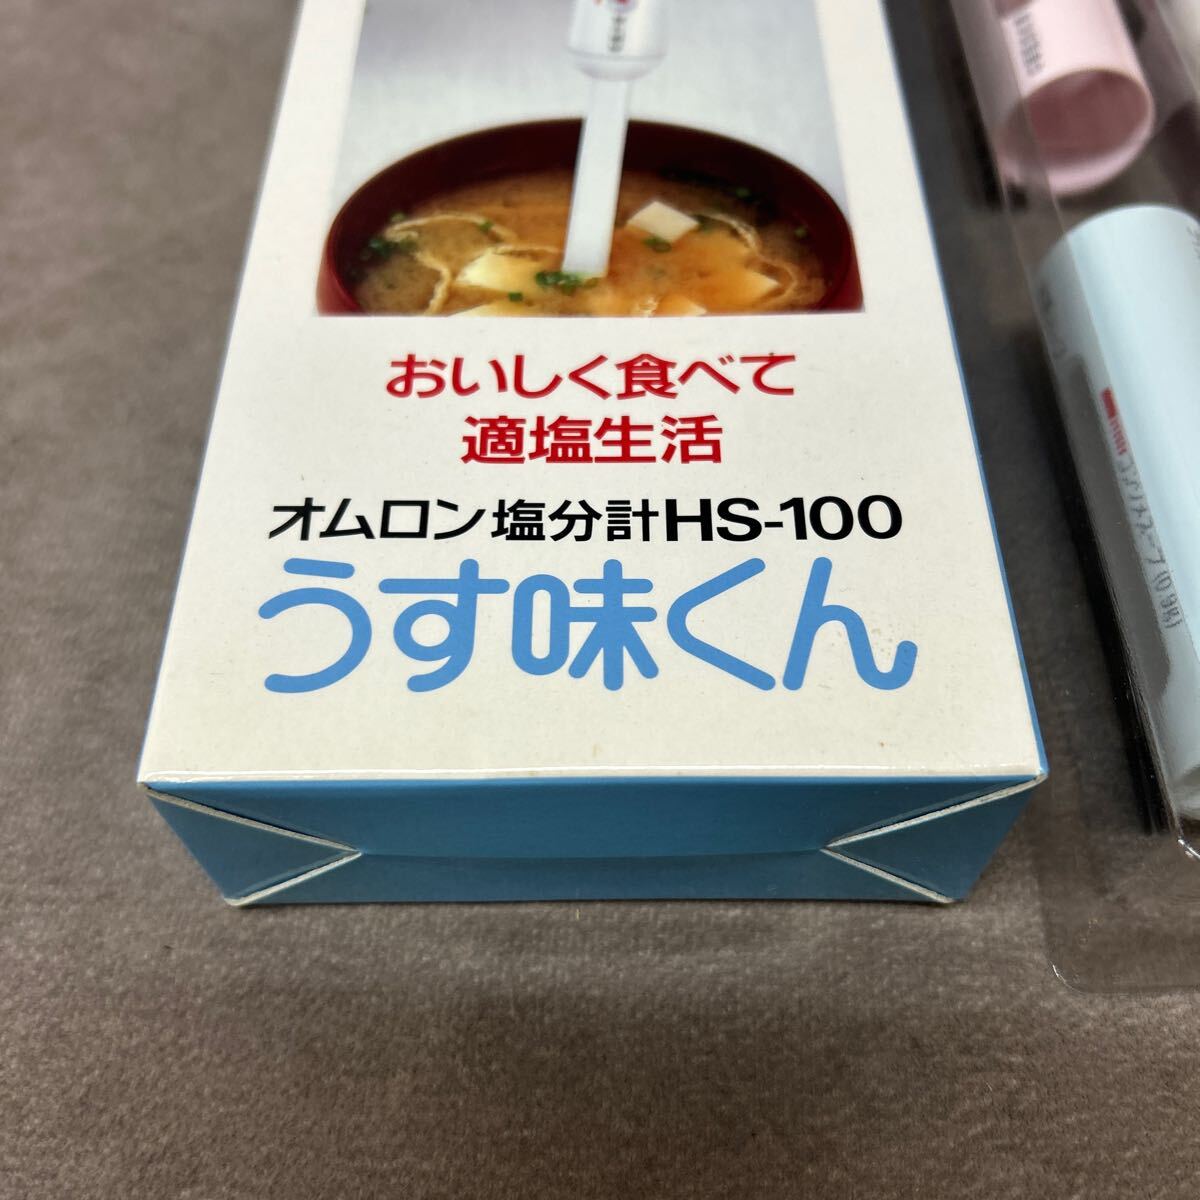 おいしく食べて
適塩生活
オムロン塩分計HS-100
うす味くん